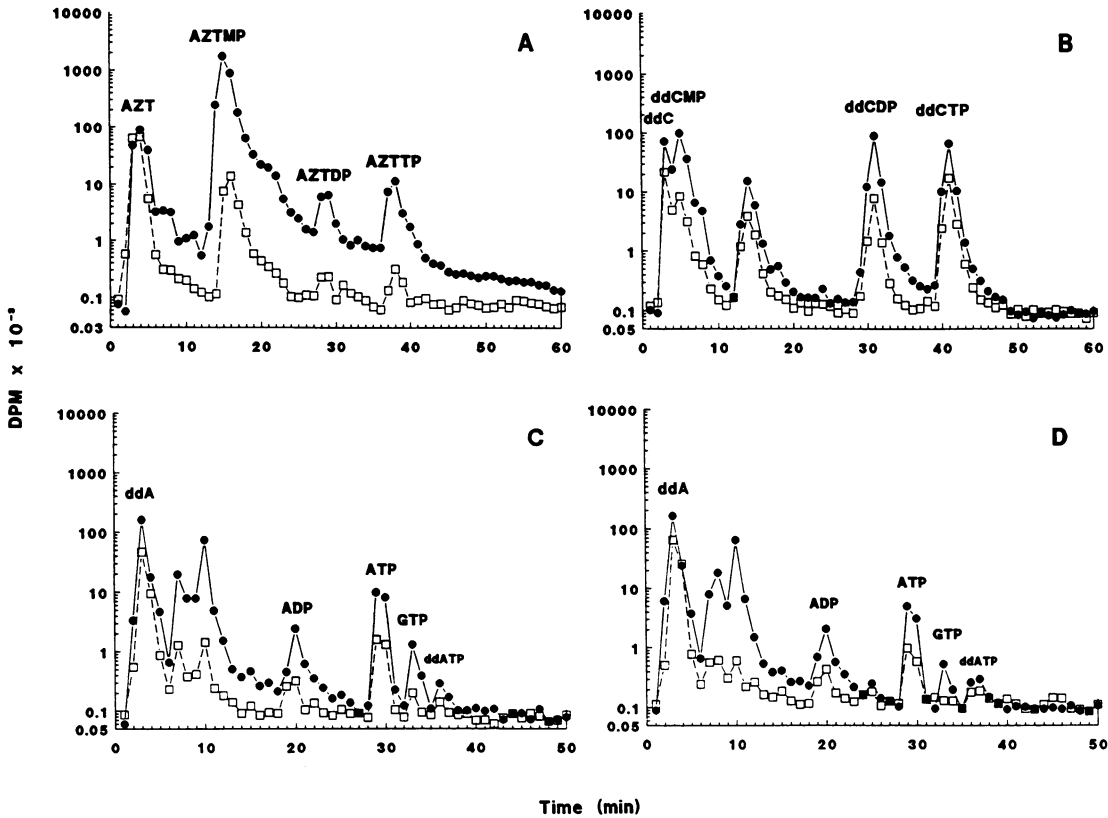 A
10000
1000
100
10
1
0.1
0.03
AZT
AZTMP
AZTDP
AZTTP
0 10 20 30 40 50 60
B
10000
1000
100
10
1
0.1
0.05
ddCMP
ddC
ddCDP
ddCTP
0 10 20 30 40 50 60
DPM x 10⁻³
C
10000
1000
100
10
1
0.1
0.05
ddA
ADP
ATP
GTP
ddATP
0 10 20 30 40 50
D
10000
1000
100
10
1
0.1
0.05
ddA
ADP
ATP
GTP
ddATP
0 10 20 30 40 50
Time (min)